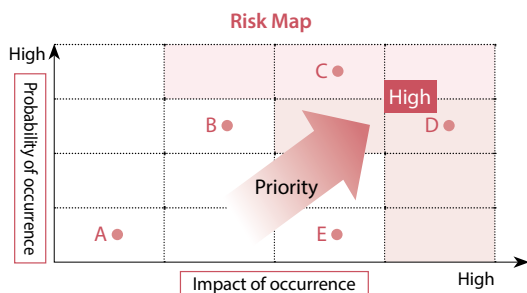 Risk Map
High
Probability of occurrence
C
High
B
D
Priority
A
E
Impact of occurrence
High